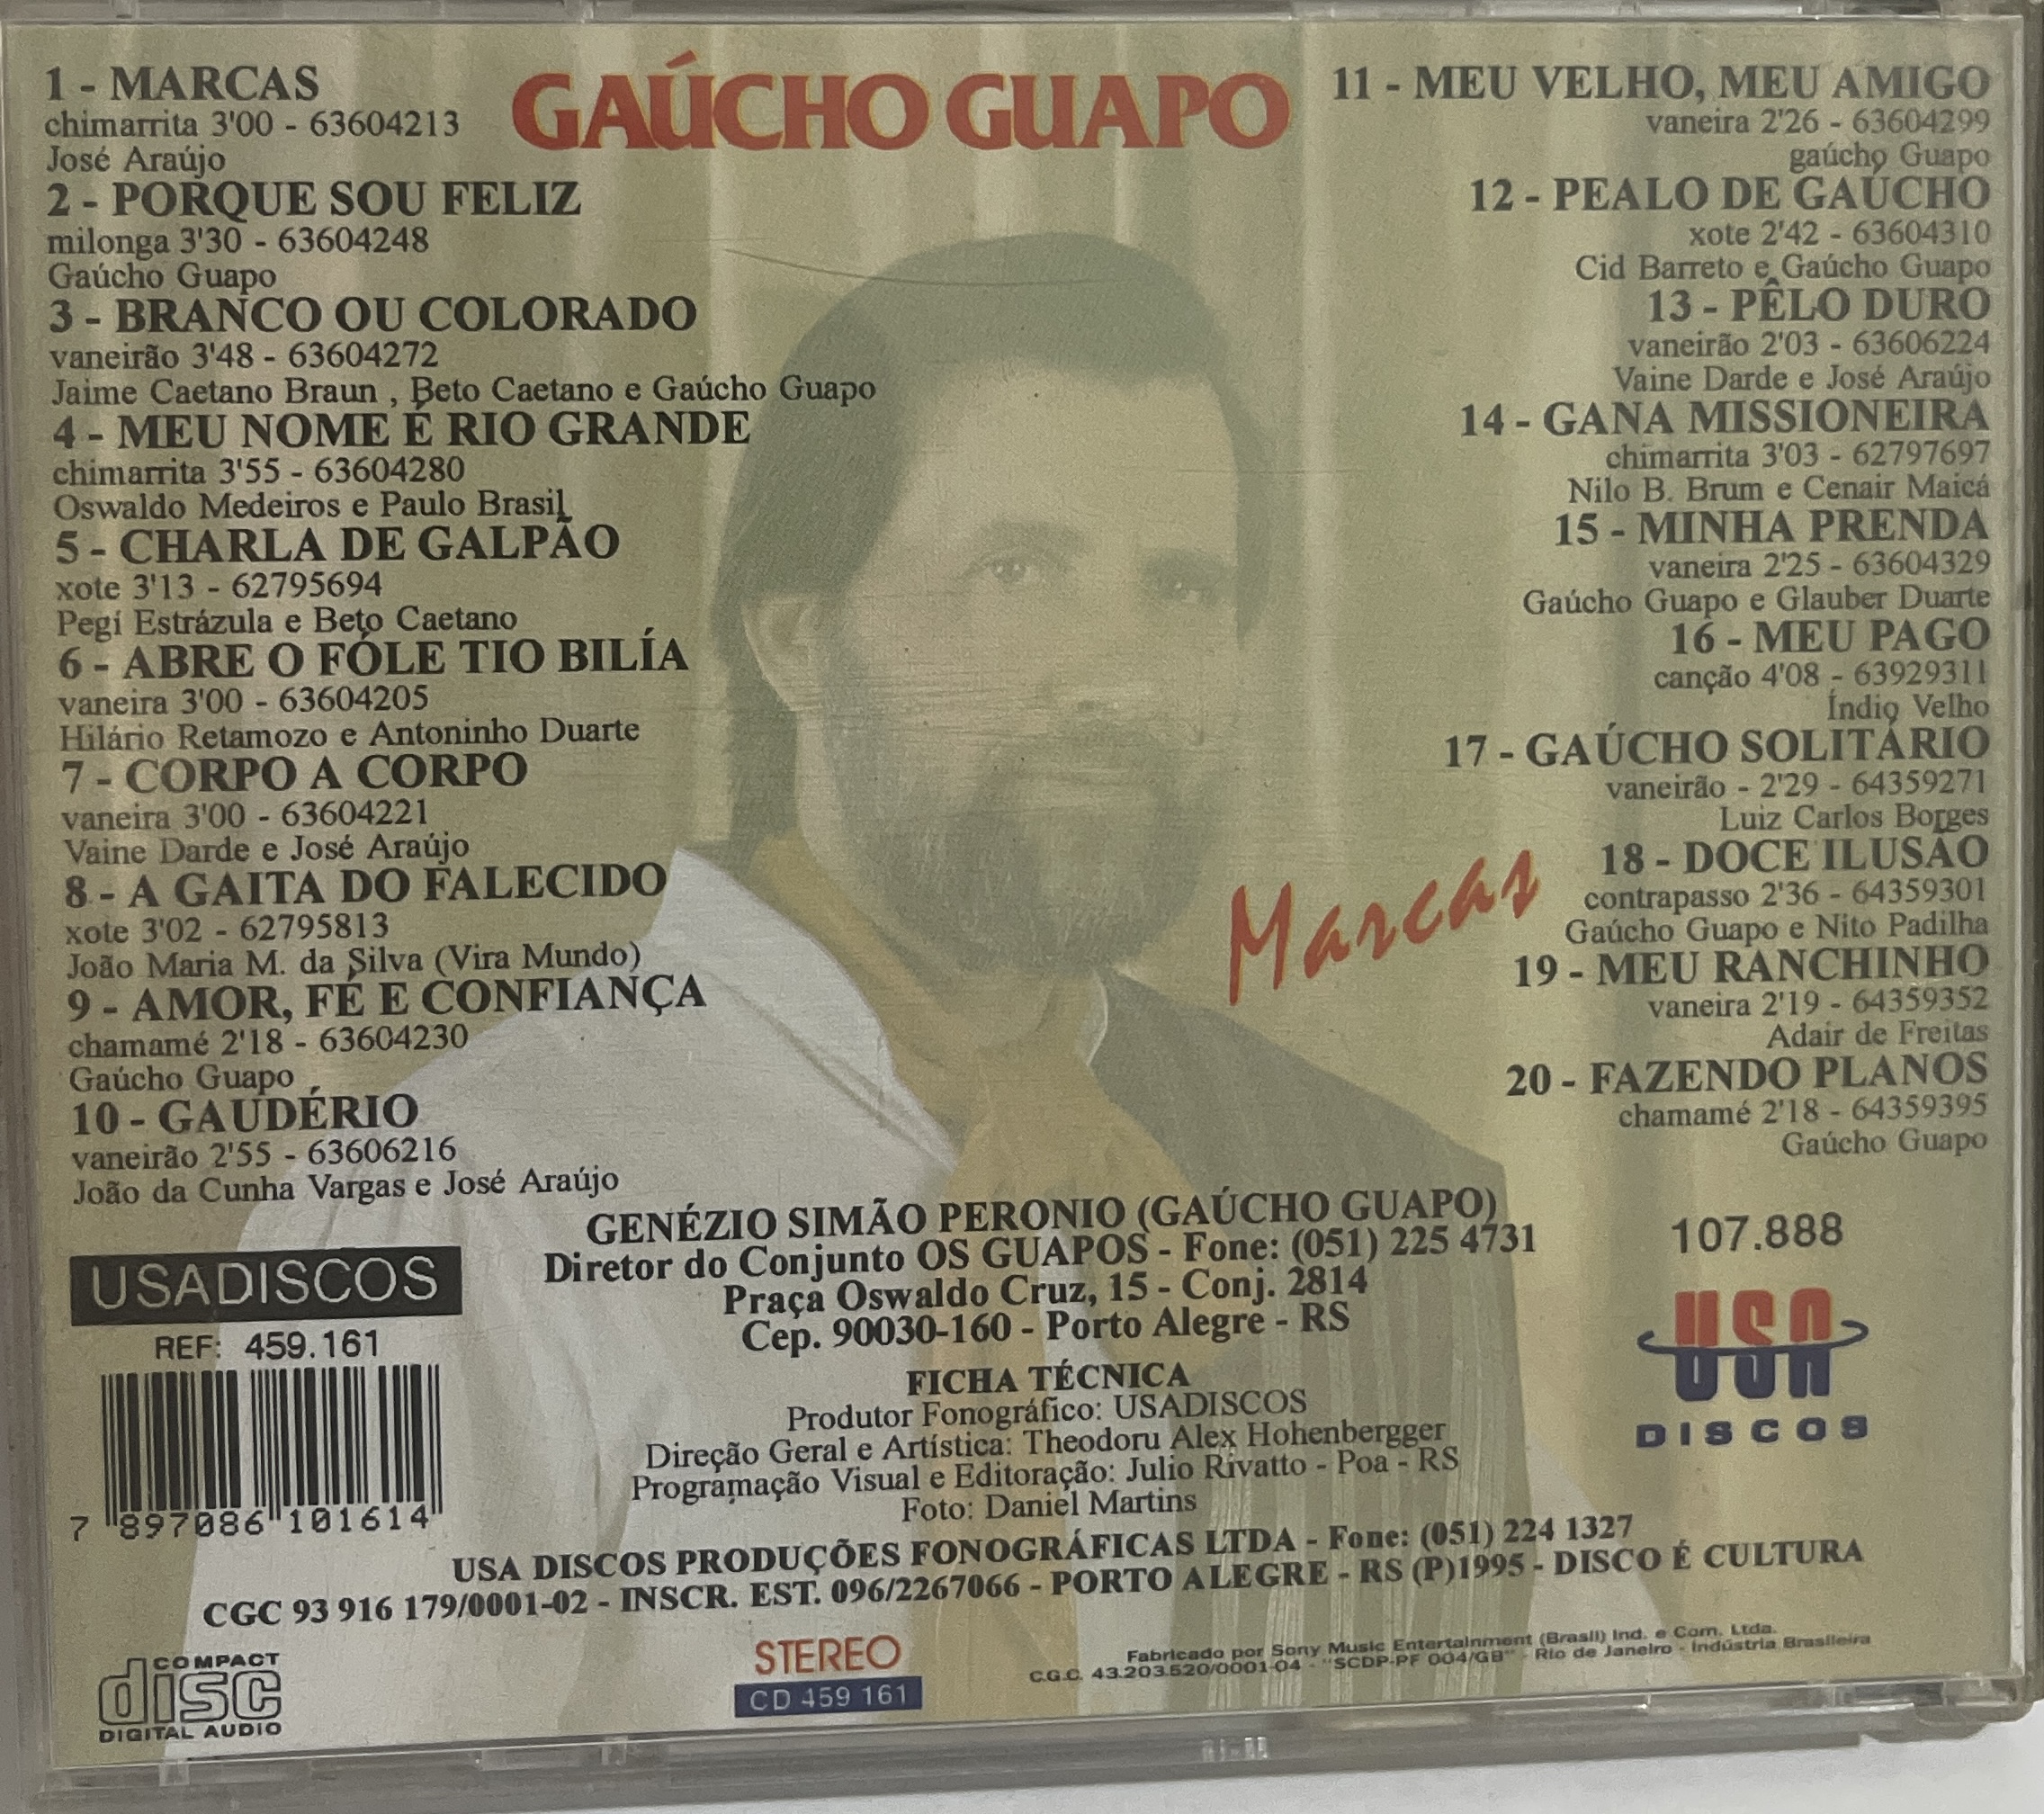 GAÚCHO GUAPO
1 - MARCAS
chimarrita 3'00 - 63604213
José Araújo
2 - PORQUE SOU FELIZ
milonga 3'30 - 63604248
Gaúcho Guapo
3 - BRANCO OU COLORADO
vaneirão 3'48 - 63604272
Jaime Caetano Braun , Beto Caetano e Gaúcho Guapo
4 - MEU NOME É RIO GRANDE
chimarrita 3'55 - 63604280
Oswaldo Medeiros e Paulo Brasil
5 - CHARLA DE GALPÃO
xote 3'13 - 62795694
Pegí Estrázula e Beto Caetano
6 - ABRE O FÓLE TIO BILÍA
vaneira 3'00 - 63604205
Hilário Retamozo e Antoninho Duarte
7 - CORPO A CORPO
vaneira 3'00 - 63604221
Vaine Darde e José Araújo
8 - A GAITA DO FALECIDO
xote 3'02 - 62795813
João Maria M. da Silva (Vira Mundo)
9 - AMOR, FÉ E CONFIANÇA
chamamé 2'18 - 63604230
Gaúcho Guapo
10 - GAUDÉRIO
vaneirão 2'55 - 63606216
João da Cunha Vargas e José Araújo
11 - MEU VELHO, MEU AMIGO
vaneira 2'26 - 63604299
gaúcho Guapo
12 - PEALO DE GAÚCHO
xote 2'42 - 63604310
Cid Barreto e Gaúcho Guapo
13 - PÊLO DURO
vaneirão 2'03 - 63606224
Vaine Darde e José Araújo
14 - GANA MISSIONEIRA
chimarrita 3'03 - 62797697
Nilo B. Brum e Cenair Maicá
15 - MINHA PRENDA
vaneira 2'25 - 63604329
Gaúcho Guapo e Glauber Duarte
16 - MEU PAGO
canção 4'08 - 63929311
Índio Velho
17 - GAÚCHO SOLITÁRIO
vaneirão - 2'29 - 64359271
Luiz Carlos Borges
18 - DOCE ILUSÃO
contrapasso 2'36 - 64359301
Gaúcho Guapo e Nito Padilha
19 - MEU RANCHINHO
vaneira 2'19 - 64359352
Adair de Freitas
20 - FAZENDO PLANOS
chamamé 2'18 - 64359395
Gaúcho Guapo
Marcas
GENÉZIO SIMÃO PERONIO (GAÚCHO GUAPO)
Diretor do Conjunto OS GUAPOS - Fone: (051) 225 4731
Praça Oswaldo Cruz, 15 - Conj. 2814
Cep. 90030-160 - Porto Alegre - RS
FICHA TÉCNICA
Produtor Fonográfico: USADISCOS
Direção Geral e Artística: Theodoru Alex Hohenbergger
Programação Visual e Editoração: Julio Rivatto - Poa - RS
Foto: Daniel Martins
USADISCOS
REF: 459.161
7 897086 101614
107.888
USA
DISCOS
USA DISCOS PRODUÇÕES FONOGRÁFICAS LTDA - Fone: (051) 224 1327
CGC 93 916 179/0001-02 - INSCR. EST. 096/2267066 - PORTO ALEGRE - RS (P)1995 - DISCO É CULTURA
COMPACT
disc
DIGITAL AUDIO
STEREO
CD 459 161
Fabricado por Sony Music Entertainment (Brasil) Ind. e Com. Ltda.
C.G.C. 43.203.520/0001-04 - "SCDP-PF 004/GB" - Rio de Janeiro - Indústria Brasileira